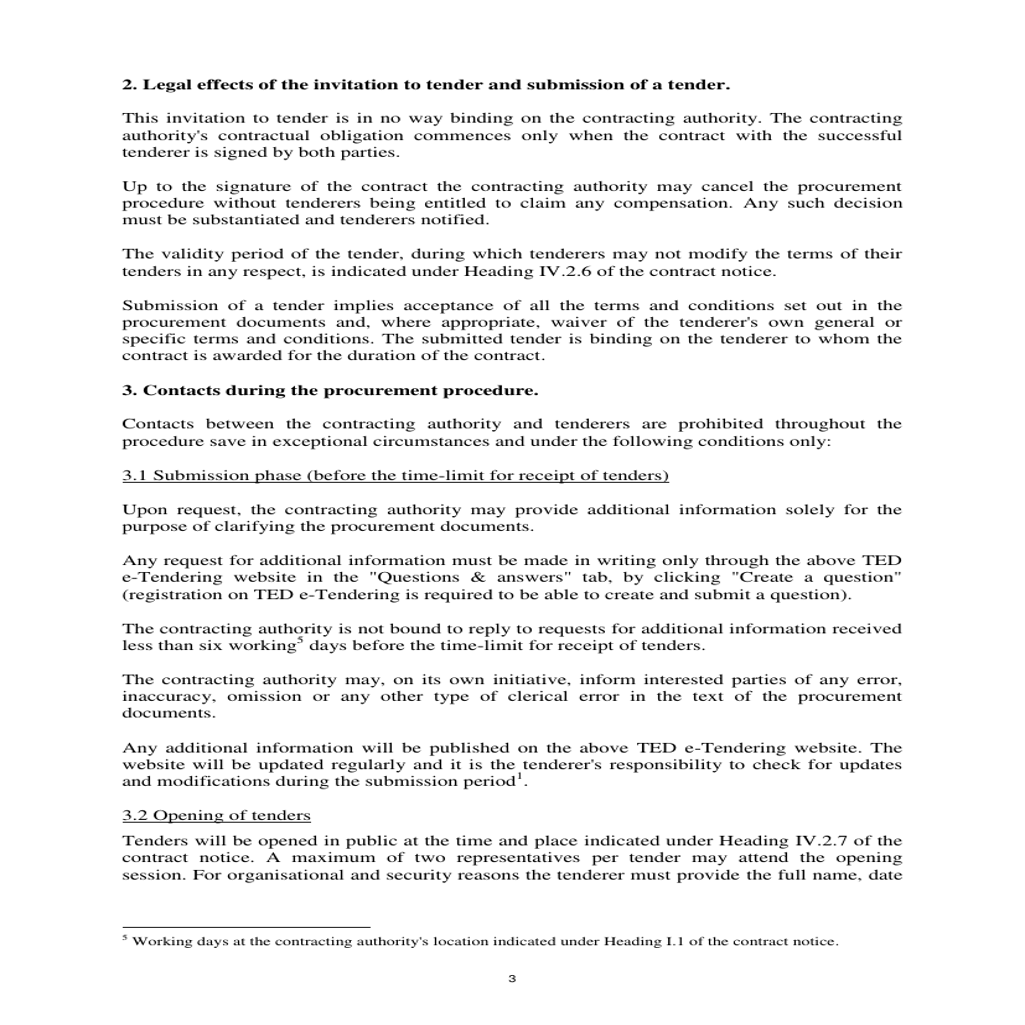 2. Legal effects of the invitation to tender and submission of a tender.
This invitation to tender is in no way binding on the contracting authority. The contracting
authority's contractual obligation commences only when the contract with the successful
tenderer is signed by both parties.
Up to the signature of the contract the contracting authority may cancel the procurement
procedure without tenderers being entitled to claim any compensation. Any such decision
must be substantiated and tenderers notified.
The validity period of the tender, during which tenderers may not modify the terms of their
tenders in any respect, is indicated under Heading IV.2.6 of the contract notice.
Submission of a tender implies acceptance of all the terms and conditions set out in the
procurement documents and, where appropriate, waiver of the tenderer's own general or
specific terms and conditions. The submitted tender is binding on the tenderer to whom the
contract is awarded for the duration of the contract.
3. Contacts during the procurement procedure.
Contacts between the contracting authority and tenderers are prohibited throughout the
procedure save in exceptional circumstances and under the following conditions only:
3.1 Submission phase (before the time-limit for receipt of tenders)
Upon request, the contracting authority may provide additional information solely for the
purpose of clarifying the procurement documents.
Any request for additional information must be made in writing only through the above TED
e-Tendering website in the "Questions & answers" tab, by clicking "Create a question"
(registration on TED e-Tendering is required to be able to create and submit a question).
The contracting authority is not bound to reply to requests for additional information received
less than six working⁵ days before the time-limit for receipt of tenders.
The contracting authority may, on its own initiative, inform interested parties of any error,
inaccuracy, omission or any other type of clerical error in the text of the procurement
documents.
Any additional information will be published on the above TED e-Tendering website. The
website will be updated regularly and it is the tenderer's responsibility to check for updates
and modifications during the submission period¹.
3.2 Opening of tenders
Tenders will be opened in public at the time and place indicated under Heading IV.2.7 of the
contract notice. A maximum of two representatives per tender may attend the opening
session. For organisational and security reasons the tenderer must provide the full name, date
⁵ Working days at the contracting authority's location indicated under Heading I.1 of the contract notice.
3